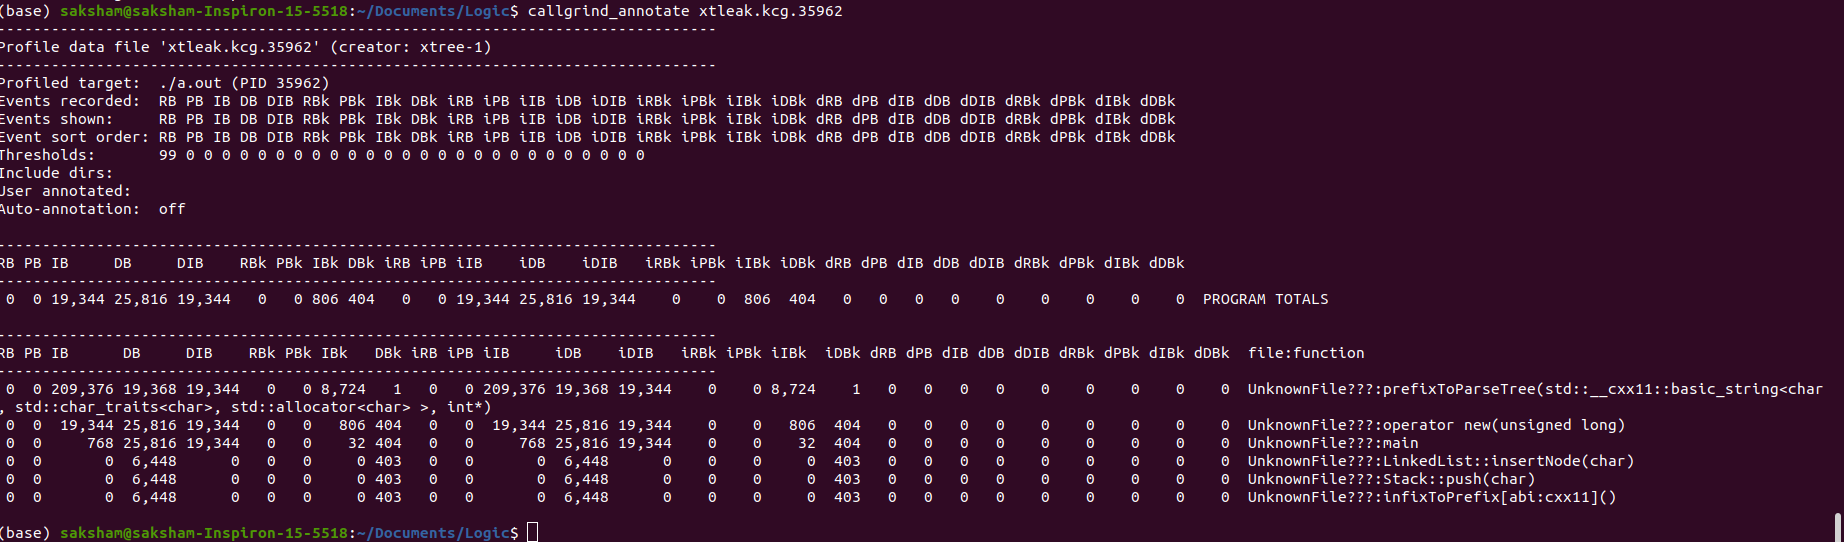 (base) saksham@saksham-Inspiron-15-5518:~/Documents/Logic$ callgrind_annotate xtleak.kcg.35962
--------------------------------------------------------------------------------
Profile data file 'xtleak.kcg.35962' (creator: xtree-1)
--------------------------------------------------------------------------------
Profiled target:  ./a.out (PID 35962)
Events recorded:  RB PB IB DB DIB RBk PBk IBk DBk iRB iPB iIB iDB iDIB iRBk iPBk iIBk iDBk dRB dPB dIB dDB dDIB dRBk dPBk dIBk dDBk
Events shown:     RB PB IB DB DIB RBk PBk IBk DBk iRB iPB iIB iDB iDIB iRBk iPBk iIBk iDBk dRB dPB dIB dDB dDIB dRBk dPBk dIBk dDBk
Event sort order: RB PB IB DB DIB RBk PBk IBk DBk iRB iPB iIB iDB iDIB iRBk iPBk iIBk iDBk dRB dPB dIB dDB dDIB dRBk dPBk dIBk dDBk
Thresholds:       99 0 0 0 0 0 0 0 0 0 0 0 0 0 0 0 0 0 0 0 0 0 0 0 0 0 0
Include dirs:
User annotated:
Auto-annotation:  off
--------------------------------------------------------------------------------
RB PB IB     DB     DIB    RBk PBk IBk DBk iRB iPB iIB    iDB    iDIB   iRBk iPBk iIBk iDBk dRB dPB dIB dDB dDIB dRBk dPBk dIBk dDBk
--------------------------------------------------------------------------------
0  0 19,344 25,816 19,344   0   0 806 404   0   0 19,344 25,816 19,344    0    0  806  404   0   0   0   0    0    0    0    0    0  PROGRAM TOTALS
--------------------------------------------------------------------------------
RB PB IB      DB     DIB    RBk PBk IBk   DBk iRB iPB iIB     iDB    iDIB   iRBk iPBk iIBk  iDBk dRB dPB dIB dDB dDIB dRBk dPBk dIBk dDBk  file:function
--------------------------------------------------------------------------------
0  0 209,376 19,368 19,344   0   0 8,724   1   0   0 209,376 19,368 19,344    0    0 8,724    1   0   0   0   0    0    0    0    0    0  UnknownFile???:prefixToParseTree(std::__cxx11::basic_string<char
, std::char_traits<char>, std::allocator<char> >, int*)
0  0  19,344 25,816 19,344   0   0   806 404   0   0  19,344 25,816 19,344    0    0   806  404   0   0   0   0    0    0    0    0    0  UnknownFile???:operator new(unsigned long)
0  0     768 25,816 19,344   0   0    32 404   0   0     768 25,816 19,344    0    0    32  404   0   0   0   0    0    0    0    0    0  UnknownFile???:main
0  0       0  6,448      0   0   0     0 403   0   0       0  6,448      0    0    0     0  403   0   0   0   0    0    0    0    0    0  UnknownFile???:LinkedList::insertNode(char)
0  0       0  6,448      0   0   0     0 403   0   0       0  6,448      0    0    0     0  403   0   0   0   0    0    0    0    0    0  UnknownFile???:Stack::push(char)
0  0       0  6,448      0   0   0     0 403   0   0       0  6,448      0    0    0     0  403   0   0   0   0    0    0    0    0    0  UnknownFile???:infixToPrefix[abi:cxx11]()
(base) saksham@saksham-Inspiron-15-5518:~/Documents/Logic$